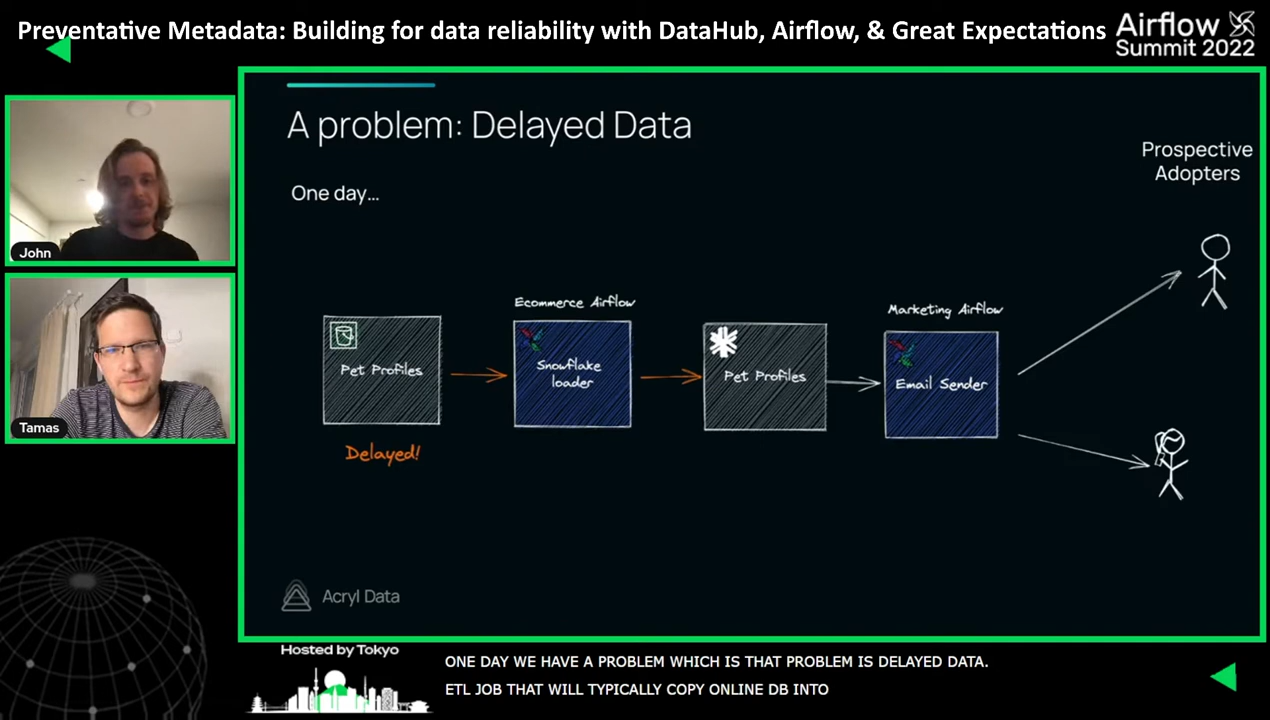 Preventative Metadata: Building for data reliability with DataHub, Airflow, & Great Expectations
Airflow
Summit 2022
John
Tamas
A problem: Delayed Data
One day...
Prospective
Adopters
Pet Profiles
Delayed!
Ecommerce Airflow
Snowflake
loader
Pet Profiles
Marketing Airflow
Email Sender
Acryl Data
Hosted by Tokyo
ONE DAY WE HAVE A PROBLEM WHICH IS THAT PROBLEM IS DELAYED DATA.
ETL JOB THAT WILL TYPICALLY COPY ONLINE DB INTO